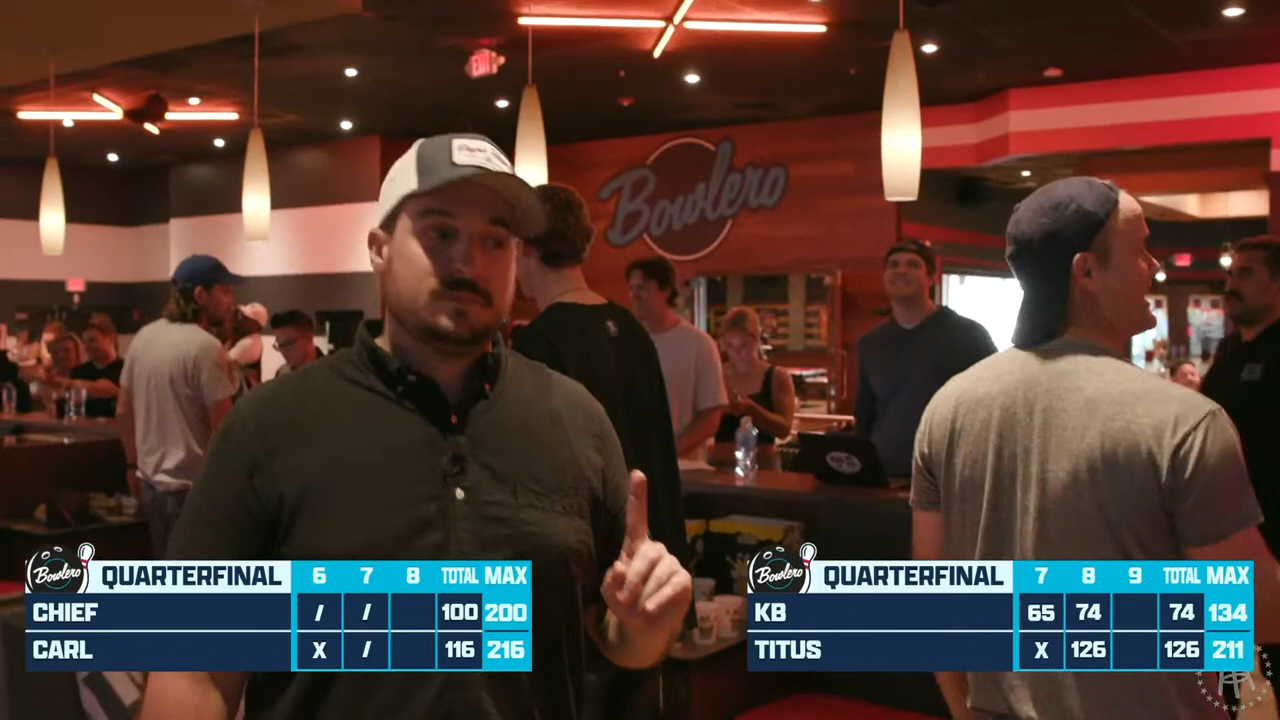 EXIT
Bowlero
Bowlero QUARTERFINAL 6 7 8 TOTAL MAX
CHIEF / / 100 200
CARL X / 116 216
Bowlero QUARTERFINAL 7 8 9 TOTAL MAX
KB 65 74 74 134
TITUS X 126 126 211